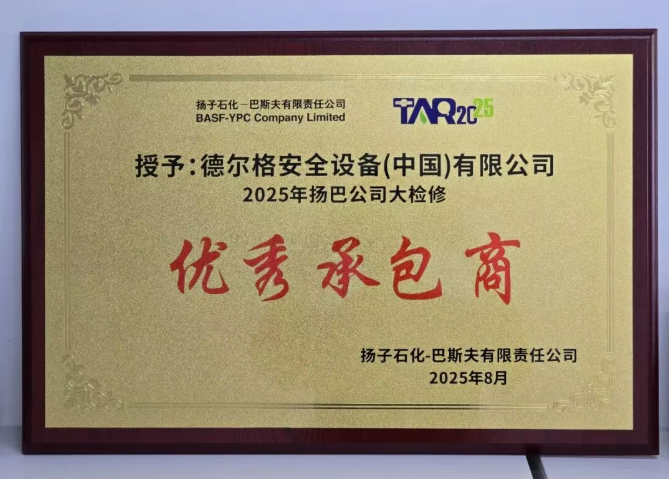 扬子石化－巴斯夫有限责任公司
BASF-YPC Company Limited
TAR2025
授予：德尔格安全设备(中国)有限公司
2025年扬巴公司大检修
优秀承包商
扬子石化-巴斯夫有限责任公司
2025年8月